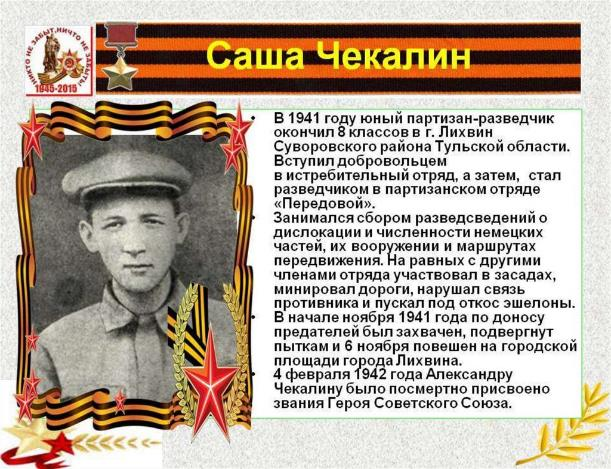 НИКТО НЕ ЗАБЫТ, НИЧТО НЕ ЗАБЫТЫ
1945-2015
Саша Чекалин
• В 1941 году юный партизан-разведчик
окончил 8 классов в г. Лихвин
Суворовского района Тульской области.
Вступил добровольцем
в истребительный отряд, а затем, стал
разведчиком в партизанском отряде
«Передовой».
• Занимался сбором разведсведений о
дислокации и численности немецких
частей, их вооружении и маршрутах
передвижения. На равных с другими
членами отряда участвовал в засадах,
минировал дороги, нарушал связь
противника и пускал под откос эшелоны.
• В начале ноября 1941 года по доносу
предателей был захвачен, подвергнут
пыткам и 6 ноября повешен на городской
площади города Лихвина.
• 4 февраля 1942 года Александру
Чекалину было посмертно присвоено
звания Героя Советского Союза.